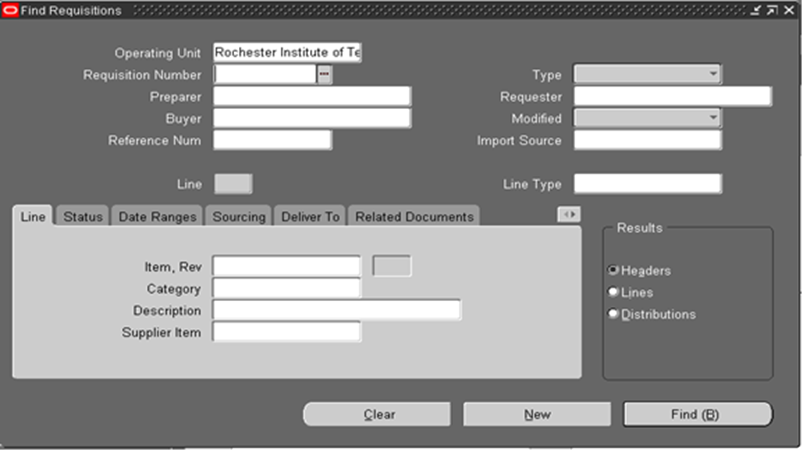 Find Requisitions
Operating Unit Rochester Institute of Te
Requisition Number ... Type
Preparer Requester
Buyer Modified
Reference Num Import Source
Line Line Type
Line Status Date Ranges Sourcing Deliver To Related Documents
Results
Item, Rev
Category
Description
Supplier Item
Headers
Lines
Distributions
Clear New Find (B)